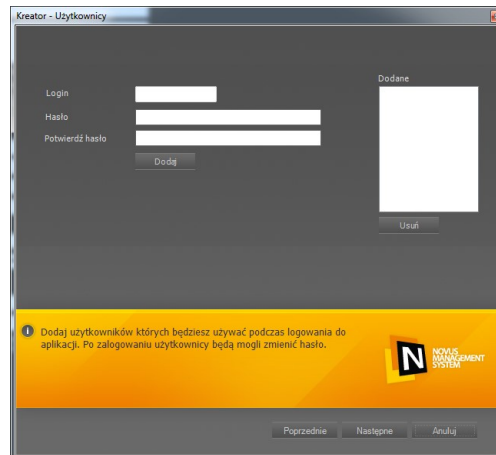 Kreator - Użytkownicy
Dodane
Login
Hasło
Potwierdź hasło
Dodaj
Usuń
Dodaj użytkowników których będziesz używać podczas logowania do
aplikacji. Po zalogowaniu użytkownicy będą mogli zmienić hasło.
N
NOVUS
MANAGEMENT
SYSTEM
Poprzednie Następne Anuluj